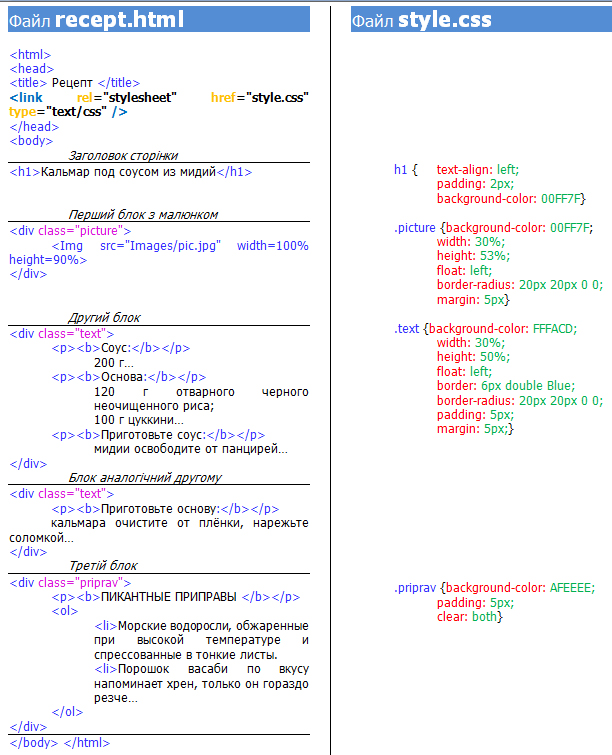 Файл recept.html
<html>
<head>
<title> Рецепт </title>
<link rel="stylesheet" href="style.css"
type="text/css" />
</head>
<body>
Заголовок сторінки
<h1>Кальмар под соусом из мидий</h1>
Перший блок з малюнком
<div class="picture">
<Img src="Images/pic.jpg" width=100%
height=90%>
</div>
Другий блок
<div class="text">
<p><b>Соус:</b></p>
200 г…
<p><b>Основа:</b></p>
120 г отварного черного
неочищенного риса;
100 г цуккини…
<p><b>Приготовьте соус:</b></p>
мидии освободите от панцирей…
</div>
Блок аналогічний другому
<div class="text">
<p><b>Приготовьте основу:</b></p>
кальмара очистите от плёнки, нарежьте
соломкой…
</div>
Третій блок
<div class="priprav">
<p><b>ПИКАНТНЫЕ ПРИПРАВЫ </b></p>
<ol>
<li>Морские водоросли, обжаренные
при высокой температуре и
спрессованные в тонкие листы.
<li>Порошок васаби по вкусу
напоминает хрен, только он гораздо
резче…
</ol>
</div>
</body> </html>
Файл style.css
h1 { text-align: left;
padding: 2px;
background-color: 00FF7F}
.picture {background-color: 00FF7F;
width: 30%;
height: 53%;
float: left;
border-radius: 20px 20px 0 0;
margin: 5px}
.text {background-color: FFFACD;
width: 30%;
height: 50%;
float: left;
border: 6px double Blue;
border-radius: 20px 20px 0 0;
padding: 5px;
margin: 5px;}
.priprav {background-color: AFEEEE;
padding: 5px;
clear: both}